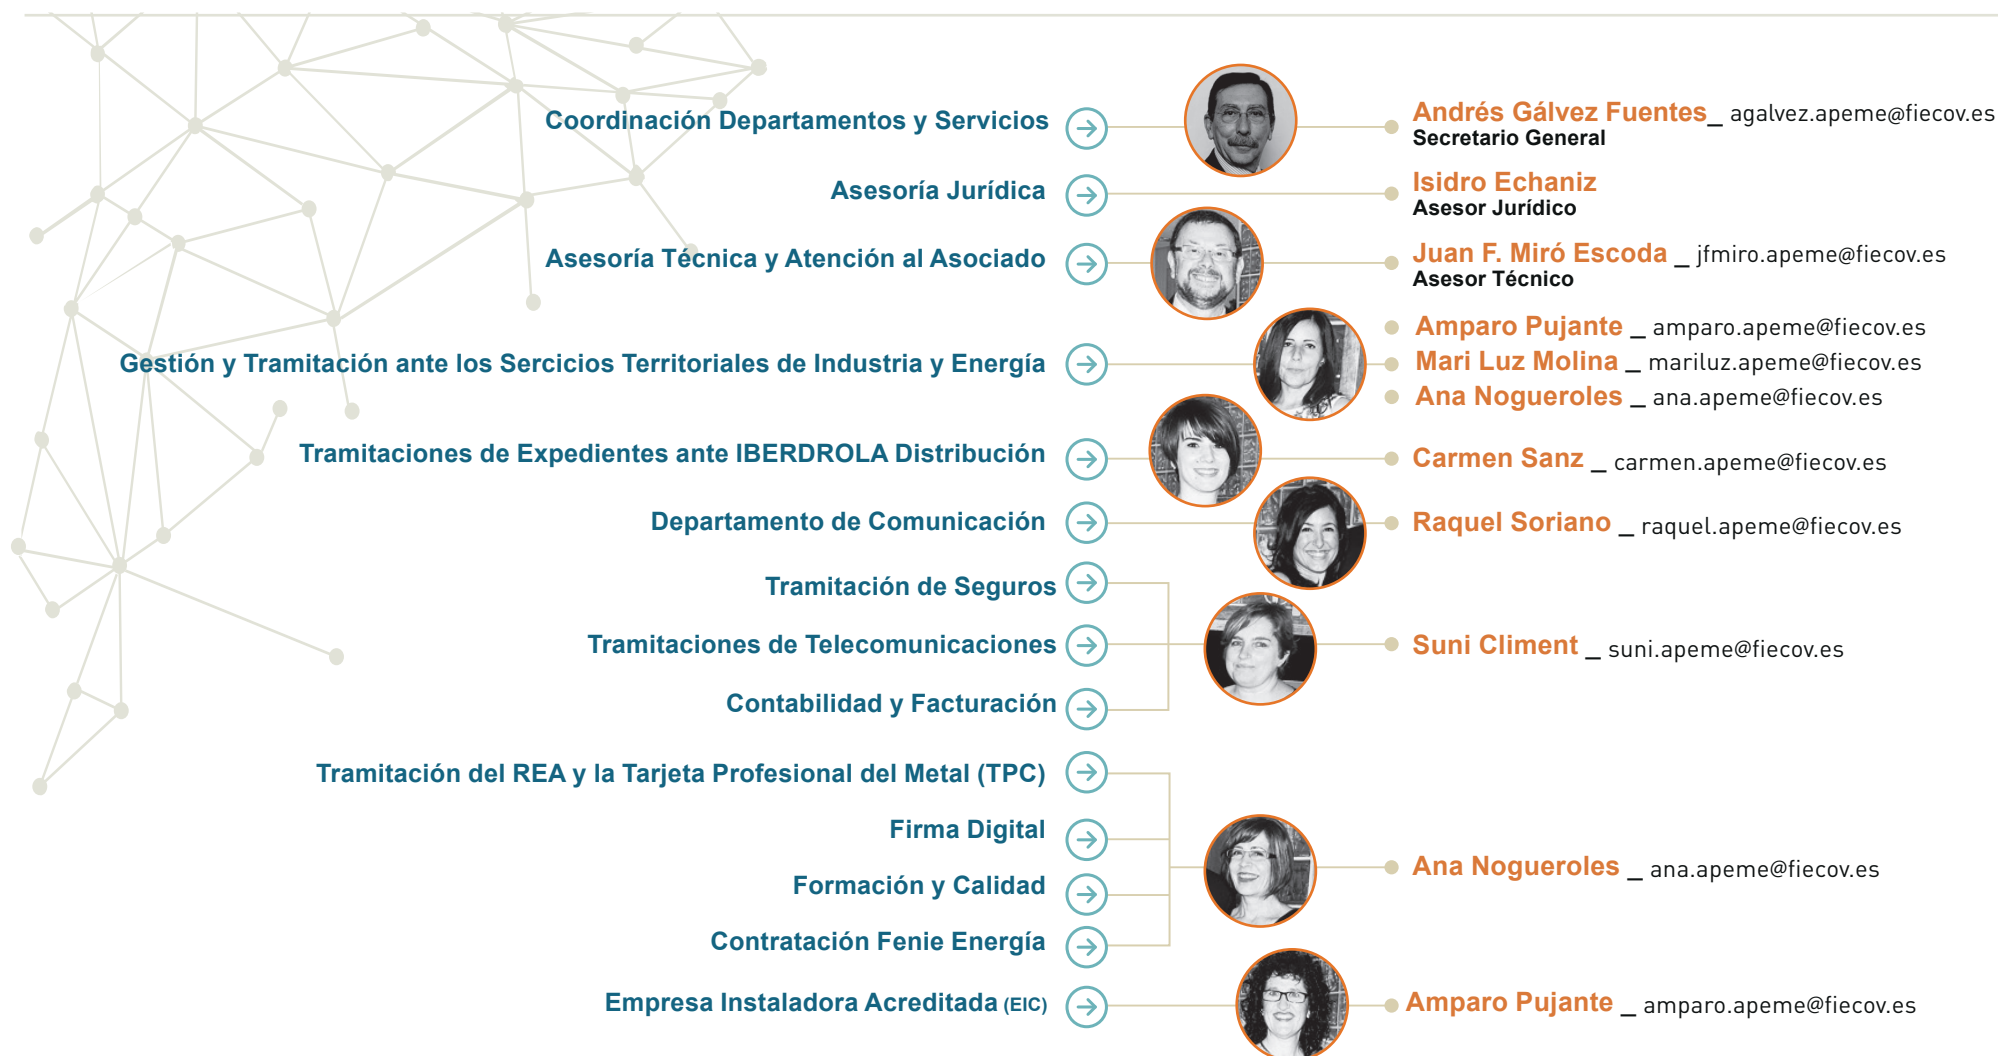 Coordinación Departamentos y Servicios
Andrés Gálvez Fuentes_ agalvez.apeme@fiecov.es
Secretario General
Asesoría Jurídica
Isidro Echaniz
Asesor Jurídico
Asesoría Técnica y Atención al Asociado
Juan F. Miró Escoda _ jfmiro.apeme@fiecov.es
Asesor Técnico
Gestión y Tramitación ante los Sercicios Territoriales de Industria y Energía
Amparo Pujante _ amparo.apeme@fiecov.es
Mari Luz Molina _ mariluz.apeme@fiecov.es
Ana Nogueroles _ ana.apeme@fiecov.es
Tramitaciones de Expedientes ante IBERDROLA Distribución
Carmen Sanz _ carmen.apeme@fiecov.es
Departamento de Comunicación
Raquel Soriano _ raquel.apeme@fiecov.es
Tramitación de Seguros
Tramitaciones de Telecomunicaciones
Contabilidad y Facturación
Suni Climent _ suni.apeme@fiecov.es
Tramitación del REA y la Tarjeta Profesional del Metal (TPC)
Firma Digital
Formación y Calidad
Contratación Fenie Energía
Ana Nogueroles _ ana.apeme@fiecov.es
Empresa Instaladora Acreditada (EIC)
Amparo Pujante _ amparo.apeme@fiecov.es